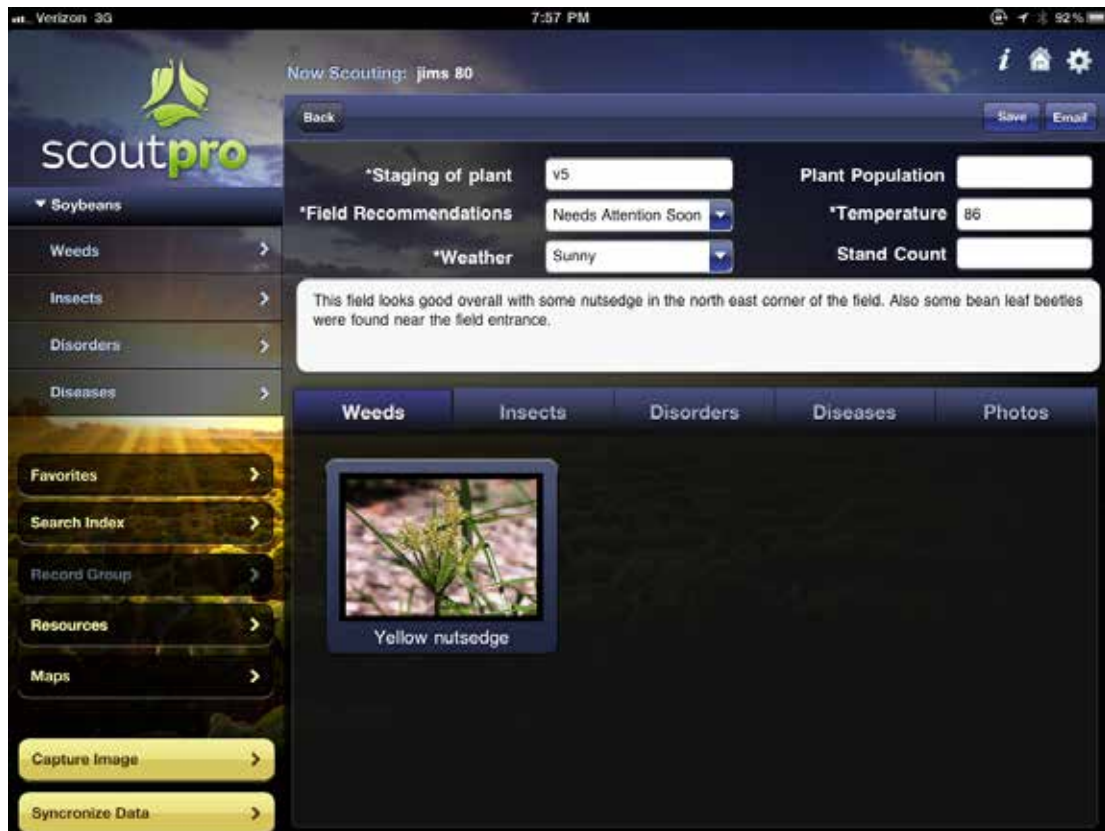 Verizon 3G
7:57 PM
92%
scoutpro
Soybeans
Weeds
Insects
Disorders
Diseases
Favorites
Search Index
Record Group
Resources
Maps
Capture Image
Syncronize Data
Now Scouting: jims 80
Back
Save
Email
*Staging of plant v5
Plant Population
*Field Recommendations Needs Attention Soon
*Temperature 86
*Weather Sunny
Stand Count
This field looks good overall with some nutsedge in the north east corner of the field. Also some bean leaf beetles
were found near the field entrance.
Weeds Insects Disorders Diseases Photos
Yellow nutsedge